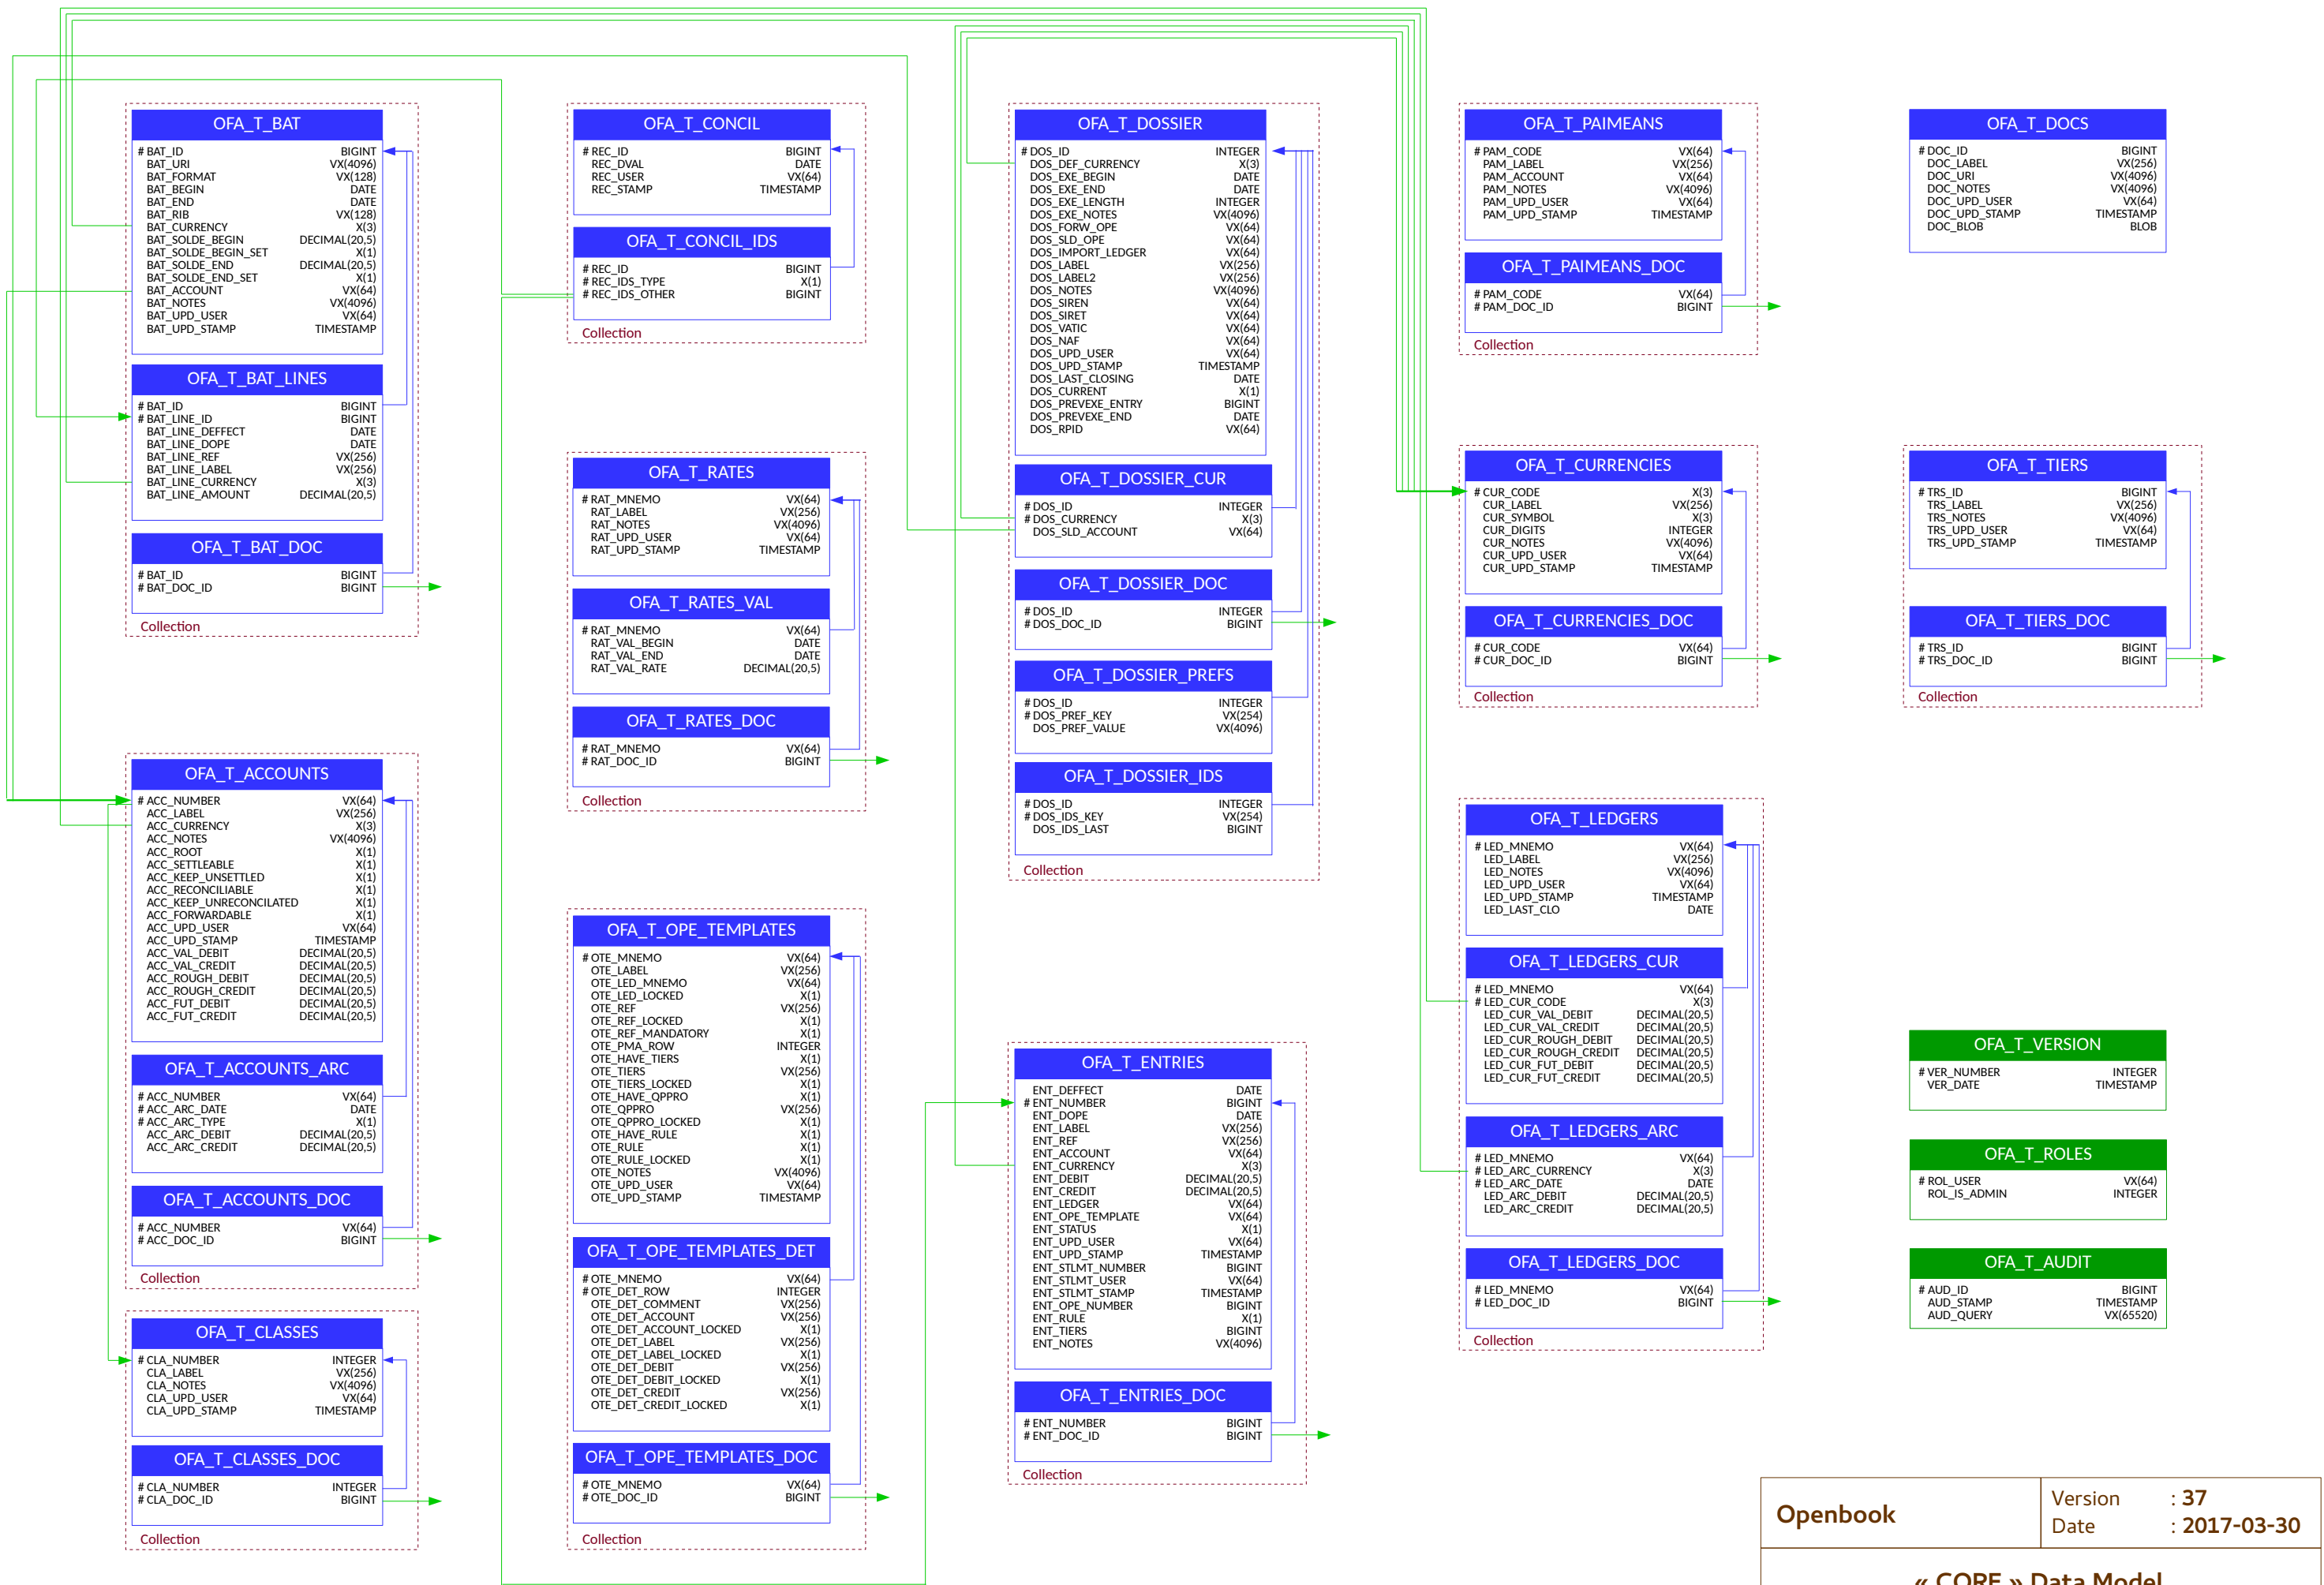 OFA_T_BAT
# BAT_ID BIGINT
BAT_URI VX(4096)
BAT_FORMAT VX(128)
BAT_BEGIN DATE
BAT_END DATE
BAT_RIB VX(128)
BAT_CURRENCY X(3)
BAT_SOLDE_BEGIN DECIMAL(20,5)
BAT_SOLDE_BEGIN_SET X(1)
BAT_SOLDE_END DECIMAL(20,5)
BAT_SOLDE_END_SET X(1)
BAT_ACCOUNT VX(64)
BAT_NOTES VX(4096)
BAT_UPD_USER VX(64)
BAT_UPD_STAMP TIMESTAMP
OFA_T_BAT_LINES
# BAT_ID BIGINT
# BAT_LINE_ID BIGINT
BAT_LINE_DEFFECT DATE
BAT_LINE_DOPE DATE
BAT_LINE_REF VX(256)
BAT_LINE_LABEL VX(256)
BAT_LINE_CURRENCY X(3)
BAT_LINE_AMOUNT DECIMAL(20,5)
OFA_T_BAT_DOC
# BAT_ID BIGINT
# BAT_DOC_ID BIGINT
Collection
OFA_T_ACCOUNTS
# ACC_NUMBER VX(64)
ACC_LABEL VX(256)
ACC_CURRENCY X(3)
ACC_NOTES VX(4096)
ACC_ROOT X(1)
ACC_SETTLEABLE X(1)
ACC_KEEP_UNSETTLED X(1)
ACC_RECONCILIABLE X(1)
ACC_KEEP_UNRECONCILATED X(1)
ACC_FORWARDABLE X(1)
ACC_UPD_USER VX(64)
ACC_UPD_STAMP TIMESTAMP
ACC_VAL_DEBIT DECIMAL(20,5)
ACC_VAL_CREDIT DECIMAL(20,5)
ACC_ROUGH_DEBIT DECIMAL(20,5)
ACC_ROUGH_CREDIT DECIMAL(20,5)
ACC_FUT_DEBIT DECIMAL(20,5)
ACC_FUT_CREDIT DECIMAL(20,5)
OFA_T_ACCOUNTS_ARC
# ACC_NUMBER VX(64)
# ACC_ARC_DATE DATE
# ACC_ARC_TYPE X(1)
ACC_ARC_DEBIT DECIMAL(20,5)
ACC_ARC_CREDIT DECIMAL(20,5)
OFA_T_ACCOUNTS_DOC
# ACC_NUMBER VX(64)
# ACC_DOC_ID BIGINT
Collection
OFA_T_CLASSES
# CLA_NUMBER INTEGER
CLA_LABEL VX(256)
CLA_NOTES VX(4096)
CLA_UPD_USER VX(64)
CLA_UPD_STAMP TIMESTAMP
OFA_T_CLASSES_DOC
# CLA_NUMBER INTEGER
# CLA_DOC_ID BIGINT
Collection
OFA_T_CONCIL
# REC_ID BIGINT
REC_DVAL DATE
REC_USER VX(64)
REC_STAMP TIMESTAMP
OFA_T_CONCIL_IDS
# REC_ID BIGINT
# REC_IDS_TYPE X(1)
# REC_IDS_OTHER BIGINT
Collection
OFA_T_RATES
# RAT_MNEMO VX(64)
RAT_LABEL VX(256)
RAT_NOTES VX(4096)
RAT_UPD_USER VX(64)
RAT_UPD_STAMP TIMESTAMP
OFA_T_RATES_VAL
# RAT_MNEMO VX(64)
RAT_VAL_BEGIN DATE
RAT_VAL_END DATE
RAT_VAL_RATE DECIMAL(20,5)
OFA_T_RATES_DOC
# RAT_MNEMO VX(64)
# RAT_DOC_ID BIGINT
Collection
OFA_T_OPE_TEMPLATES
# OTE_MNEMO VX(64)
OTE_LABEL VX(256)
OTE_LED_MNEMO VX(64)
OTE_LED_LOCKED X(1)
OTE_REF VX(256)
OTE_REF_LOCKED X(1)
OTE_REF_MANDATORY X(1)
OTE_PMA_ROW INTEGER
OTE_HAVE_TIERS X(1)
OTE_TIERS VX(256)
OTE_TIERS_LOCKED X(1)
OTE_HAVE_QPPRO X(1)
OTE_QPPRO VX(256)
OTE_QPPRO_LOCKED X(1)
OTE_HAVE_RULE X(1)
OTE_RULE X(1)
OTE_RULE_LOCKED X(1)
OTE_NOTES VX(4096)
OTE_UPD_USER VX(64)
OTE_UPD_STAMP TIMESTAMP
OFA_T_OPE_TEMPLATES_DET
# OTE_MNEMO VX(64)
# OTE_DET_ROW INTEGER
OTE_DET_COMMENT VX(256)
OTE_DET_ACCOUNT VX(256)
OTE_DET_ACCOUNT_LOCKED X(1)
OTE_DET_LABEL VX(256)
OTE_DET_LABEL_LOCKED X(1)
OTE_DET_DEBIT VX(256)
OTE_DET_DEBIT_LOCKED X(1)
OTE_DET_CREDIT VX(256)
OTE_DET_CREDIT_LOCKED X(1)
OFA_T_OPE_TEMPLATES_DOC
# OTE_MNEMO VX(64)
# OTE_DOC_ID BIGINT
Collection
OFA_T_DOSSIER
# DOS_ID INTEGER
DOS_DEF_CURRENCY X(3)
DOS_EXE_BEGIN DATE
DOS_EXE_END DATE
DOS_EXE_LENGTH INTEGER
DOS_EXE_NOTES VX(4096)
DOS_FORW_OPE VX(64)
DOS_SLD_OPE VX(64)
DOS_IMPORT_LEDGER VX(64)
DOS_LABEL VX(256)
DOS_LABEL2 VX(256)
DOS_NOTES VX(4096)
DOS_SIREN VX(64)
DOS_SIRET VX(64)
DOS_VATIC VX(64)
DOS_NAF VX(64)
DOS_UPD_USER VX(64)
DOS_UPD_STAMP TIMESTAMP
DOS_LAST_CLOSING DATE
DOS_CURRENT X(1)
DOS_PREVEXE_ENTRY BIGINT
DOS_PREVEXE_END DATE
DOS_RPID VX(64)
OFA_T_DOSSIER_CUR
# DOS_ID INTEGER
# DOS_CURRENCY X(3)
DOS_SLD_ACCOUNT VX(64)
OFA_T_DOSSIER_DOC
# DOS_ID INTEGER
# DOS_DOC_ID BIGINT
OFA_T_DOSSIER_PREFS
# DOS_ID INTEGER
# DOS_PREF_KEY VX(254)
DOS_PREF_VALUE VX(4096)
OFA_T_DOSSIER_IDS
# DOS_ID INTEGER
# DOS_IDS_KEY VX(254)
DOS_IDS_LAST BIGINT
Collection
OFA_T_ENTRIES
ENT_DEFFECT DATE
# ENT_NUMBER BIGINT
ENT_DOPE DATE
ENT_LABEL VX(256)
ENT_REF VX(256)
ENT_ACCOUNT VX(64)
ENT_CURRENCY X(3)
ENT_DEBIT DECIMAL(20,5)
ENT_CREDIT DECIMAL(20,5)
ENT_LEDGER VX(64)
ENT_OPE_TEMPLATE VX(64)
ENT_STATUS X(1)
ENT_UPD_USER VX(64)
ENT_UPD_STAMP TIMESTAMP
ENT_STLMT_NUMBER BIGINT
ENT_STLMT_USER VX(64)
ENT_STLMT_STAMP TIMESTAMP
ENT_OPE_NUMBER BIGINT
ENT_RULE X(1)
ENT_TIERS BIGINT
ENT_NOTES VX(4096)
OFA_T_ENTRIES_DOC
# ENT_NUMBER BIGINT
# ENT_DOC_ID BIGINT
Collection
OFA_T_PAIMEANS
# PAM_CODE VX(64)
PAM_LABEL VX(256)
PAM_ACCOUNT VX(64)
PAM_NOTES VX(4096)
PAM_UPD_USER VX(64)
PAM_UPD_STAMP TIMESTAMP
OFA_T_PAIMEANS_DOC
# PAM_CODE VX(64)
# PAM_DOC_ID BIGINT
Collection
OFA_T_CURRENCIES
# CUR_CODE X(3)
CUR_LABEL VX(256)
CUR_SYMBOL X(3)
CUR_DIGITS INTEGER
CUR_NOTES VX(4096)
CUR_UPD_USER VX(64)
CUR_UPD_STAMP TIMESTAMP
OFA_T_CURRENCIES_DOC
# CUR_CODE VX(64)
# CUR_DOC_ID BIGINT
Collection
OFA_T_LEDGERS
# LED_MNEMO VX(64)
LED_LABEL VX(256)
LED_NOTES VX(4096)
LED_UPD_USER VX(64)
LED_UPD_STAMP TIMESTAMP
LED_LAST_CLO DATE
OFA_T_LEDGERS_CUR
# LED_MNEMO VX(64)
# LED_CUR_CODE X(3)
LED_CUR_VAL_DEBIT DECIMAL(20,5)
LED_CUR_VAL_CREDIT DECIMAL(20,5)
LED_CUR_ROUGH_DEBIT DECIMAL(20,5)
LED_CUR_ROUGH_CREDIT DECIMAL(20,5)
LED_CUR_FUT_DEBIT DECIMAL(20,5)
LED_CUR_FUT_CREDIT DECIMAL(20,5)
OFA_T_LEDGERS_ARC
# LED_MNEMO VX(64)
# LED_ARC_CURRENCY X(3)
# LED_ARC_DATE DATE
LED_ARC_DEBIT DECIMAL(20,5)
LED_ARC_CREDIT DECIMAL(20,5)
OFA_T_LEDGERS_DOC
# LED_MNEMO VX(64)
# LED_DOC_ID BIGINT
Collection
OFA_T_DOCS
# DOC_ID BIGINT
DOC_LABEL VX(256)
DOC_URI VX(4096)
DOC_NOTES VX(4096)
DOC_UPD_USER VX(64)
DOC_UPD_STAMP TIMESTAMP
DOC_BLOB BLOB
OFA_T_TIERS
# TRS_ID BIGINT
TRS_LABEL VX(256)
TRS_NOTES VX(4096)
TRS_UPD_USER VX(64)
TRS_UPD_STAMP TIMESTAMP
OFA_T_TIERS_DOC
# TRS_ID BIGINT
# TRS_DOC_ID BIGINT
Collection
OFA_T_VERSION
# VER_NUMBER INTEGER
VER_DATE TIMESTAMP
OFA_T_ROLES
# ROL_USER VX(64)
ROL_IS_ADMIN INTEGER
OFA_T_AUDIT
# AUD_ID BIGINT
AUD_STAMP TIMESTAMP
AUD_QUERY VX(65520)
Openbook
Version : 37
Date : 2017-03-30
« CORE » Data Model